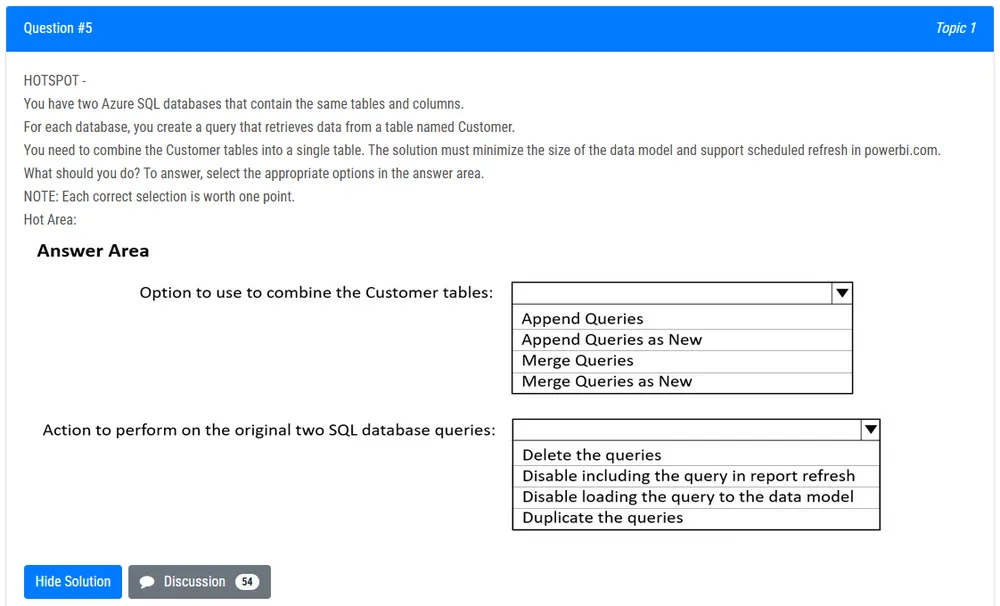 Question #5
Topic 1
HOTSPOT -
You have two Azure SQL databases that contain the same tables and columns.
For each database, you create a query that retrieves data from a table named Customer.
You need to combine the Customer tables into a single table. The solution must minimize the size of the data model and support scheduled refresh in powerbi.com.
What should you do? To answer, select the appropriate options in the answer area.
NOTE: Each correct selection is worth one point.
Hot Area:
Answer Area
Option to use to combine the Customer tables:
Append Queries
Append Queries as New
Merge Queries
Merge Queries as New
Action to perform on the original two SQL database queries:
Delete the queries
Disable including the query in report refresh
Disable loading the query to the data model
Duplicate the queries
Hide Solution
Discussion 54